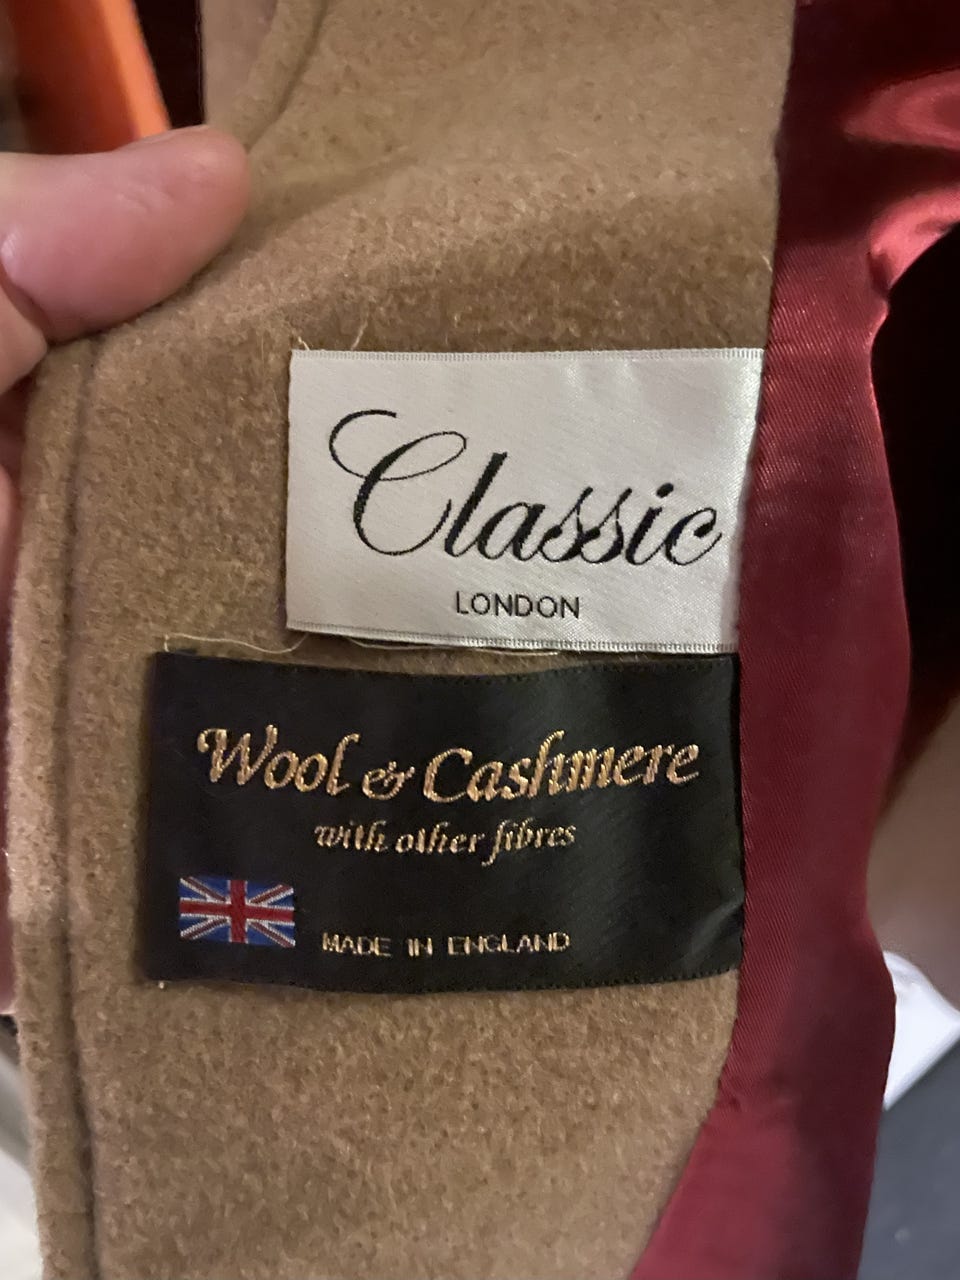 Classic
LONDON
Wool & Cashmere
with other fibres
MADE IN ENGLAND